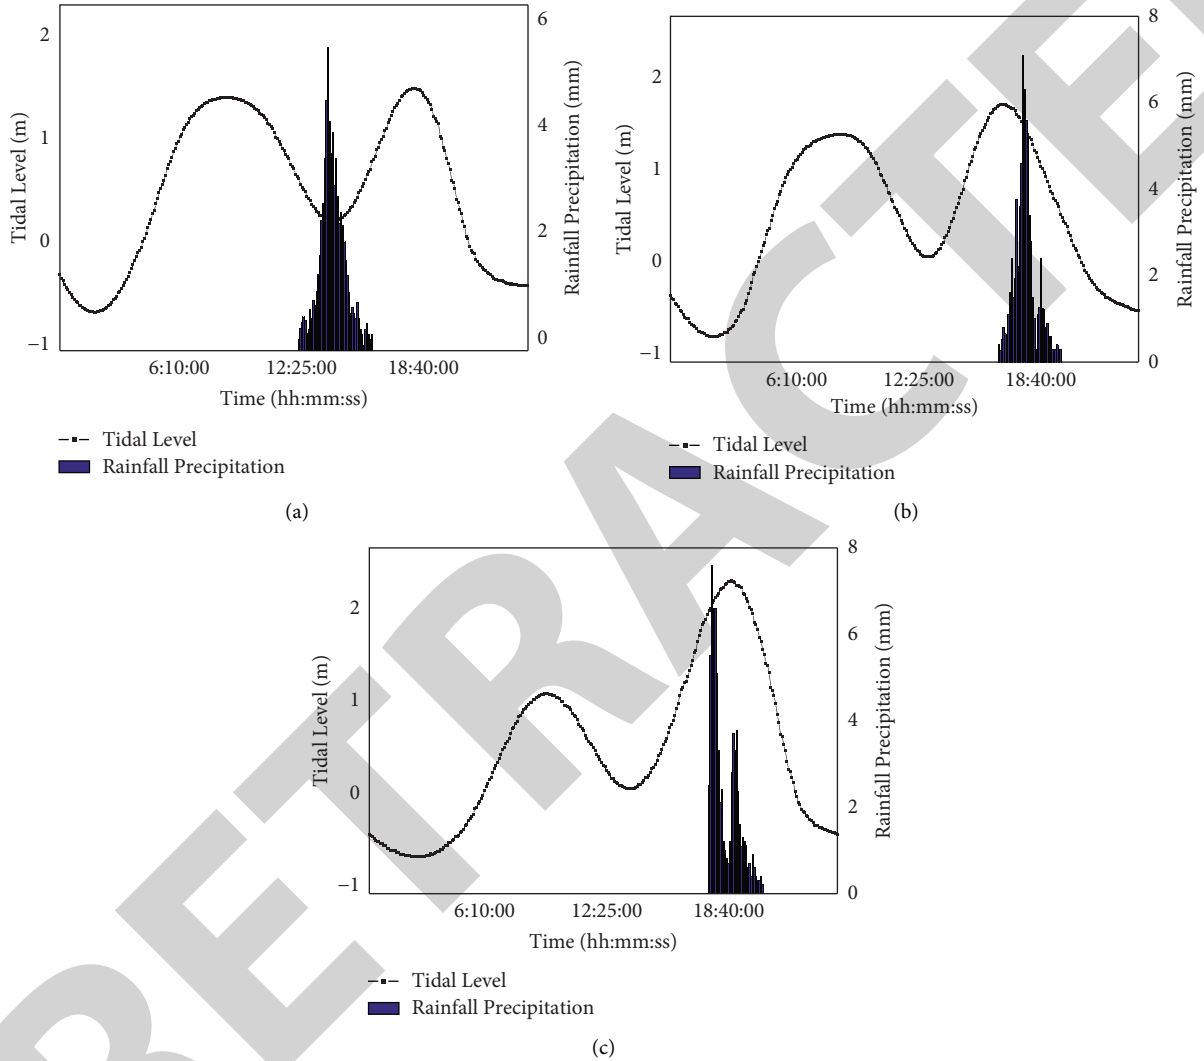 2
1
0
−1
Tidal Level (m)
6
4
2
0
Rainfall Precipitation (mm)
6:10:00 12:25:00 18:40:00
Time (hh:mm:ss)
Tidal Level
Rainfall Precipitation
(a)
2
1
0
−1
Tidal Level (m)
8
6
4
2
0
Rainfall Precipitation (mm)
6:10:00 12:25:00 18:40:00
Time (hh:mm:ss)
Tidal Level
Rainfall Precipitation
(b)
2
1
0
−1
Tidal Level (m)
8
6
4
2
0
Rainfall Precipitation (mm)
6:10:00 12:25:00 18:40:00
Time (hh:mm:ss)
Tidal Level
Rainfall Precipitation
(c)
RETRACTE